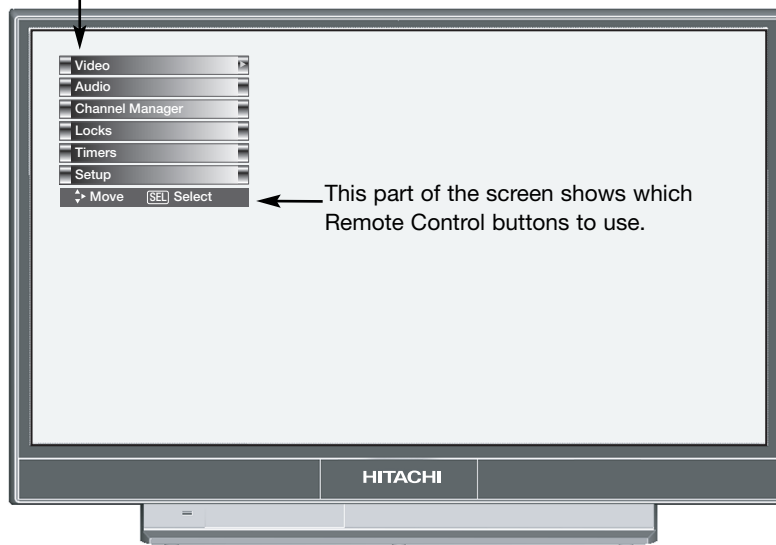 Video
Audio
Channel Manager
Locks
Timers
Setup
Move SEL Select
This part of the screen shows which
Remote Control buttons to use.
HITACHI